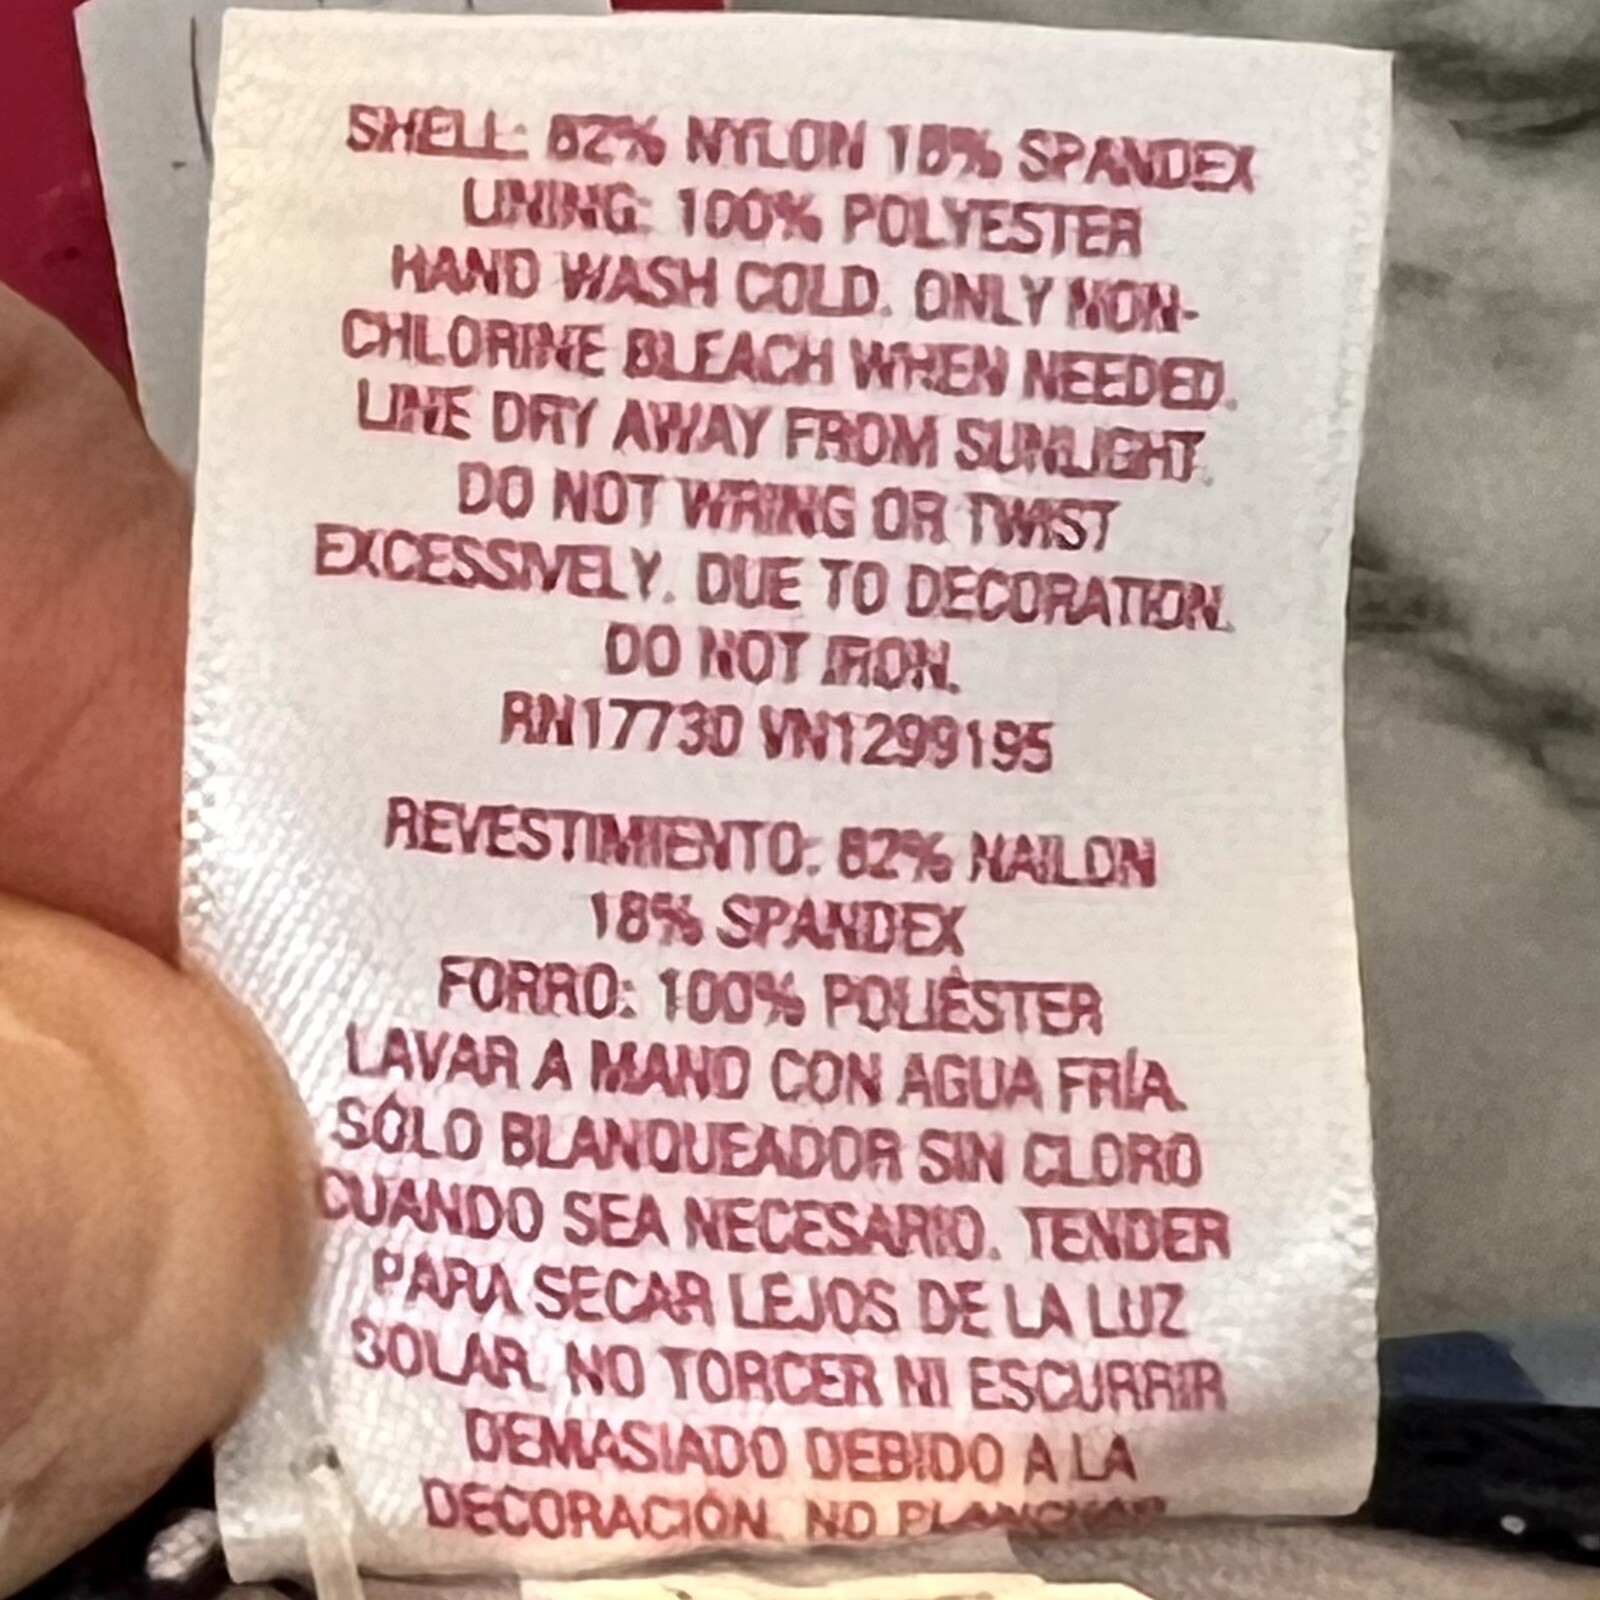 SHELL: 82% NYLON 18% SPANDEX
LINING: 100% POLYESTER
HAND WASH COLD. ONLY NON-
CHLORINE BLEACH WHEN NEEDED.
LINE DRY AWAY FROM SUNLIGHT.
DO NOT WRING OR TWIST
EXCESSIVELY. DUE TO DECORATION.
DO NOT IRON.
RN17730 VN1299195
REVESTIMIENTO: 82% NAILON
18% SPANDEX
FORRO: 100% POLIÉSTER
LAVAR A MANO CON AGUA FRÍA.
SÓLO BLANQUEADOR SIN CLORO
CUANDO SEA NECESARIO. TENDER
PARA SECAR LEJOS DE LA LUZ
SOLAR. NO TORCER NI ESCURRIR
DEMASIADO DEBIDO A LA
DECORACIÓN. NO PLANCHAR